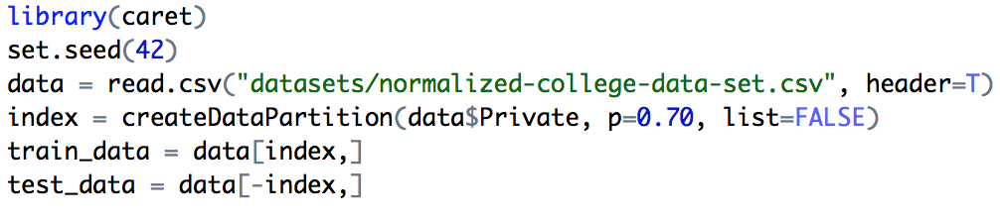 library(caret)
set.seed(42)
data = read.csv("datasets/normalized-college-data-set.csv", header=T)
index = createDataPartition(data$Private, p=0.70, list=FALSE)
train_data = data[index,]
test_data = data[-index,]